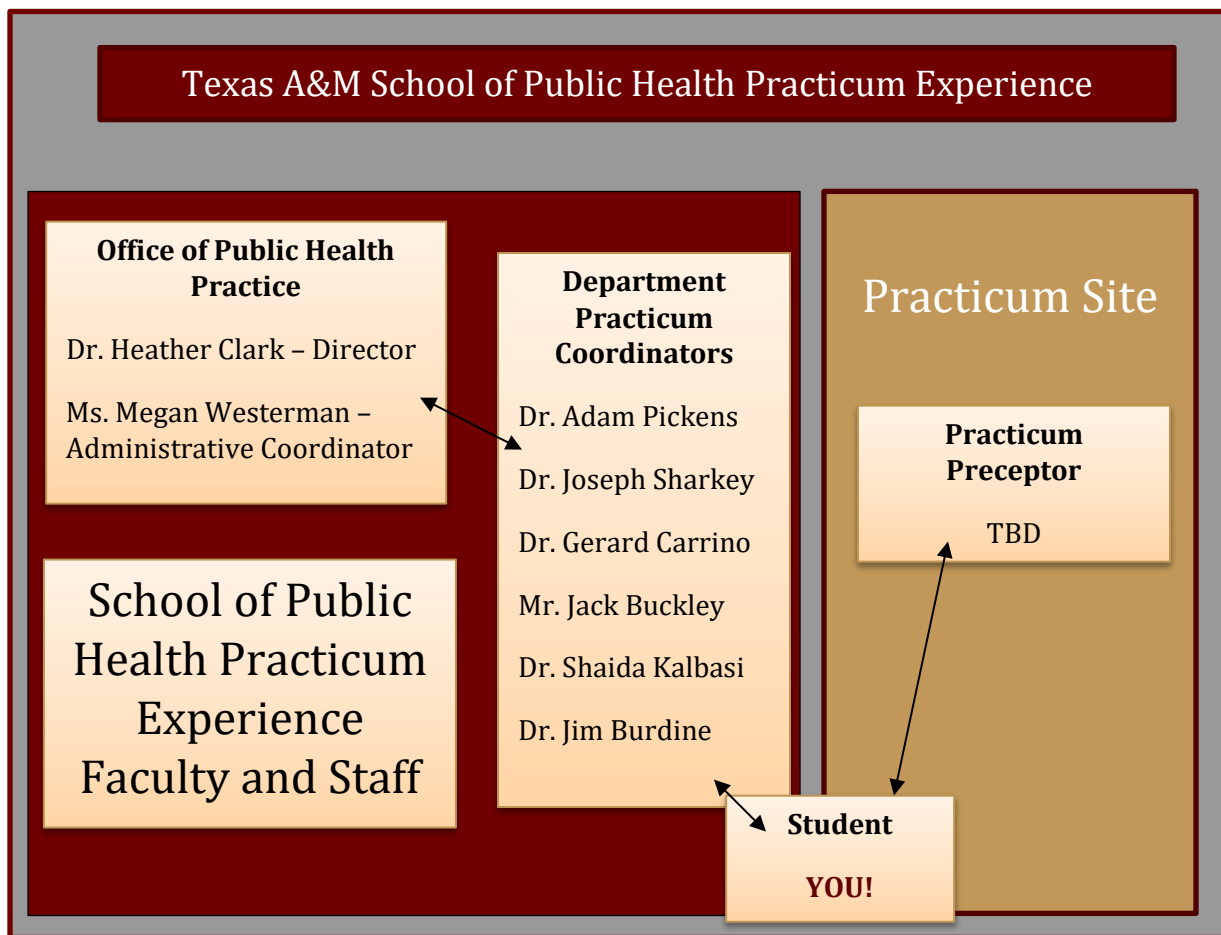 Texas A&M School of Public Health Practicum Experience
Office of Public Health
Practice
Dr. Heather Clark – Director
Ms. Megan Westerman –
Administrative Coordinator
School of Public
Health Practicum
Experience
Faculty and Staff
Department
Practicum
Coordinators
Dr. Adam Pickens
Dr. Joseph Sharkey
Dr. Gerard Carrino
Mr. Jack Buckley
Dr. Shaida Kalbasi
Dr. Jim Burdine
Practicum Site
Practicum
Preceptor
TBD
Student
YOU!